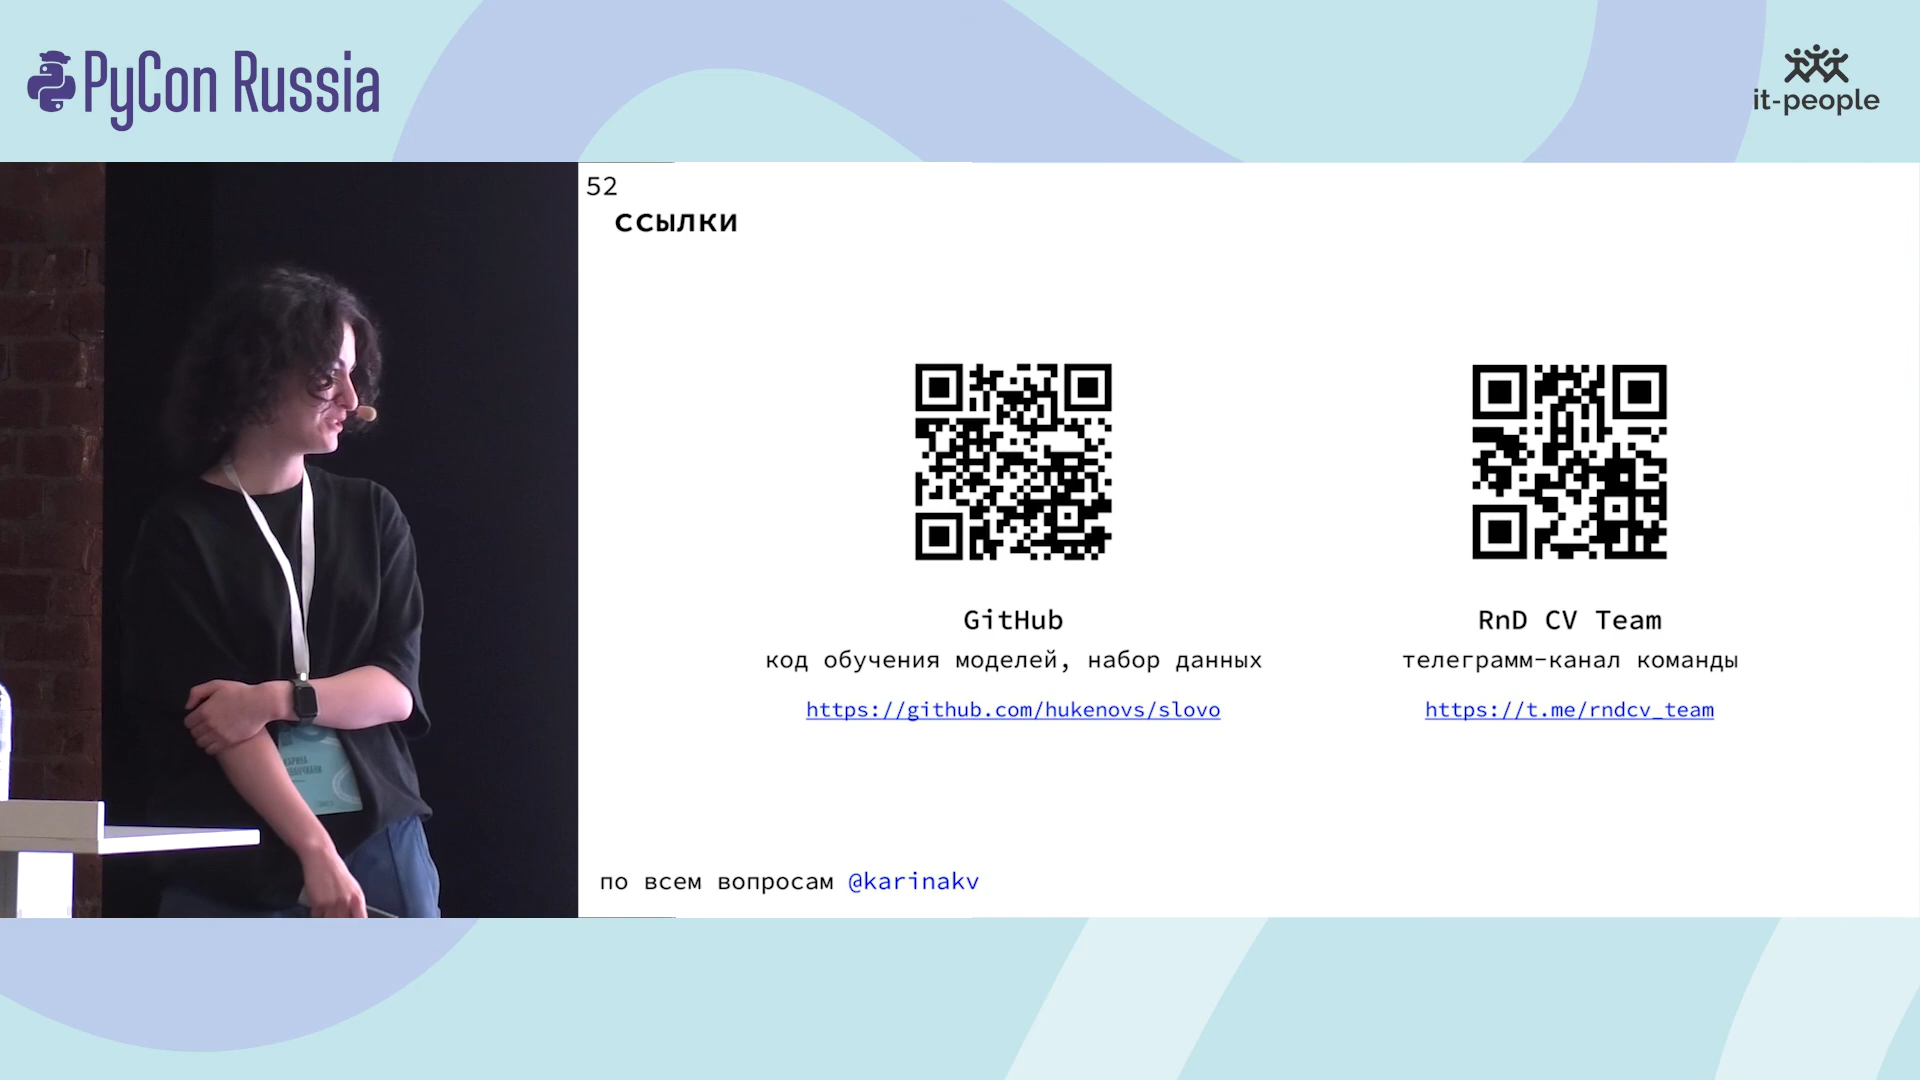 PyCon Russia
it-people
52
ссылки
GitHub
код обучения моделей, набор данных
https://github.com/hukenovs/slovo
RnD CV Team
телеграмм-канал команды
https://t.me/rndcv_team
КАРИНА
по всем вопросам @karinakv